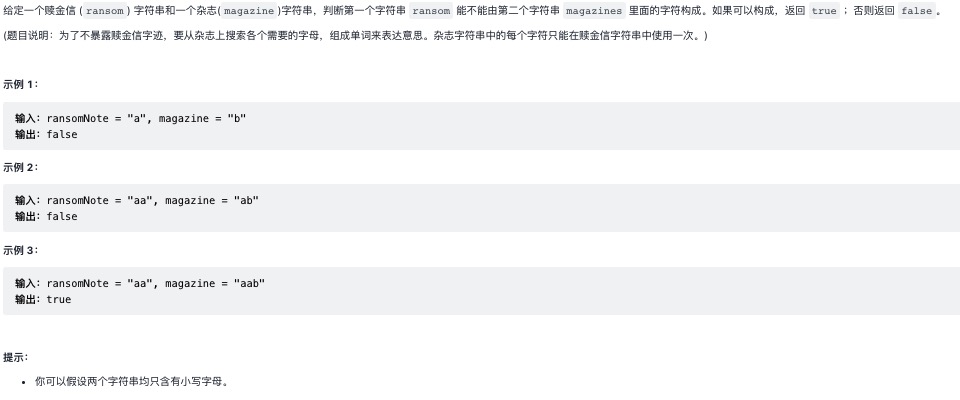 给定一个赎金信 ( ransom ) 字符串和一个杂志( magazine )字符串，判断第一个字符串 ransom 能不能由第二个字符串 magazines 里面的字符构成。如果可以构成，返回 true ；否则返回 false 。
(题目说明：为了不暴露赎金信字迹，要从杂志上搜索各个需要的字母，组成单词来表达意思。杂志字符串中的每个字符只能在赎金信字符串中使用一次。)
示例 1：
输入：ransomNote = "a", magazine = "b"
输出：false
示例 2：
输入：ransomNote = "aa", magazine = "ab"
输出：false
示例 3：
输入：ransomNote = "aa", magazine = "aab"
输出：true
提示：
• 你可以假设两个字符串均只含有小写字母。